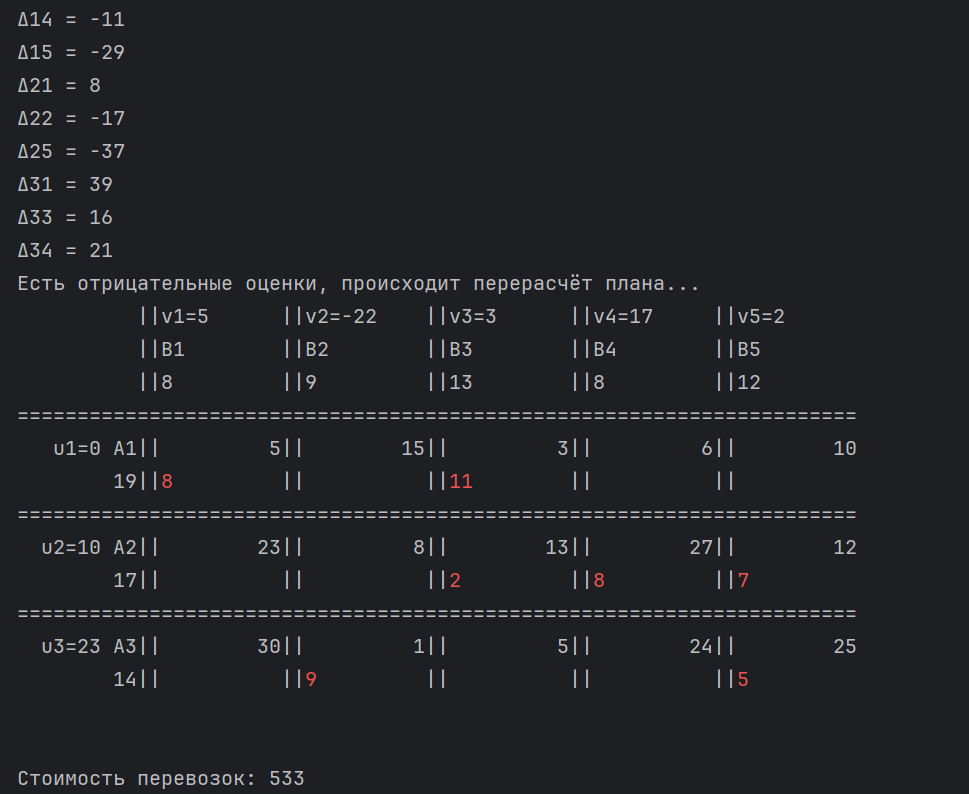 Δ14 = -11
Δ15 = -29
Δ21 = 8
Δ22 = -17
Δ25 = -37
Δ31 = 39
Δ33 = 16
Δ34 = 21
Есть отрицательные оценки, происходит перерасчёт плана...
||v1=5 ||v2=-22 ||v3=3 ||v4=17 ||v5=2
||B1 ||B2 ||B3 ||B4 ||B5
||8 ||9 ||13 ||8 ||12
======================================================================
u1=0 A1|| 5|| 15|| 3|| 6|| 10
19||8 || ||11 || ||
======================================================================
u2=10 A2|| 23|| 8|| 13|| 27|| 12
17|| || ||2 ||8 ||7
======================================================================
u3=23 A3|| 30|| 1|| 5|| 24|| 25
14|| ||9 || || ||5
Стоимость перевозок: 533